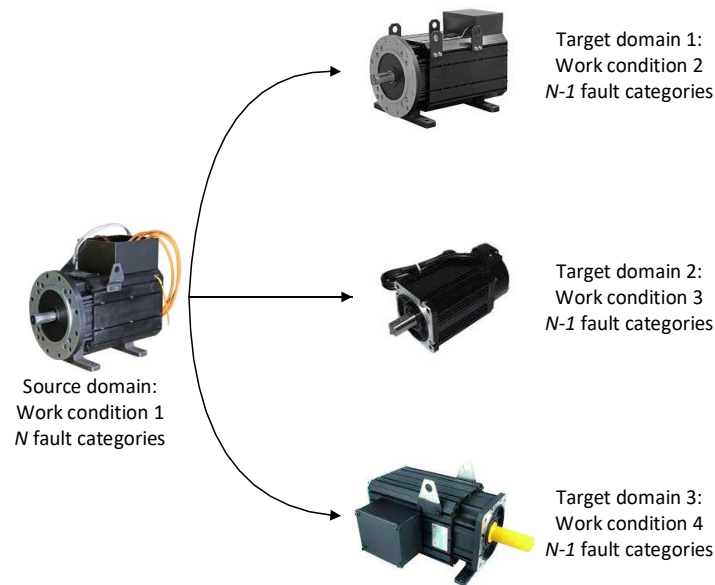 Target domain 1:
Work condition 2
N-1 fault categories
Target domain 2:
Work condition 3
N-1 fault categories
Source domain:
Work condition 1
N fault categories
Target domain 3:
Work condition 4
N-1 fault categories